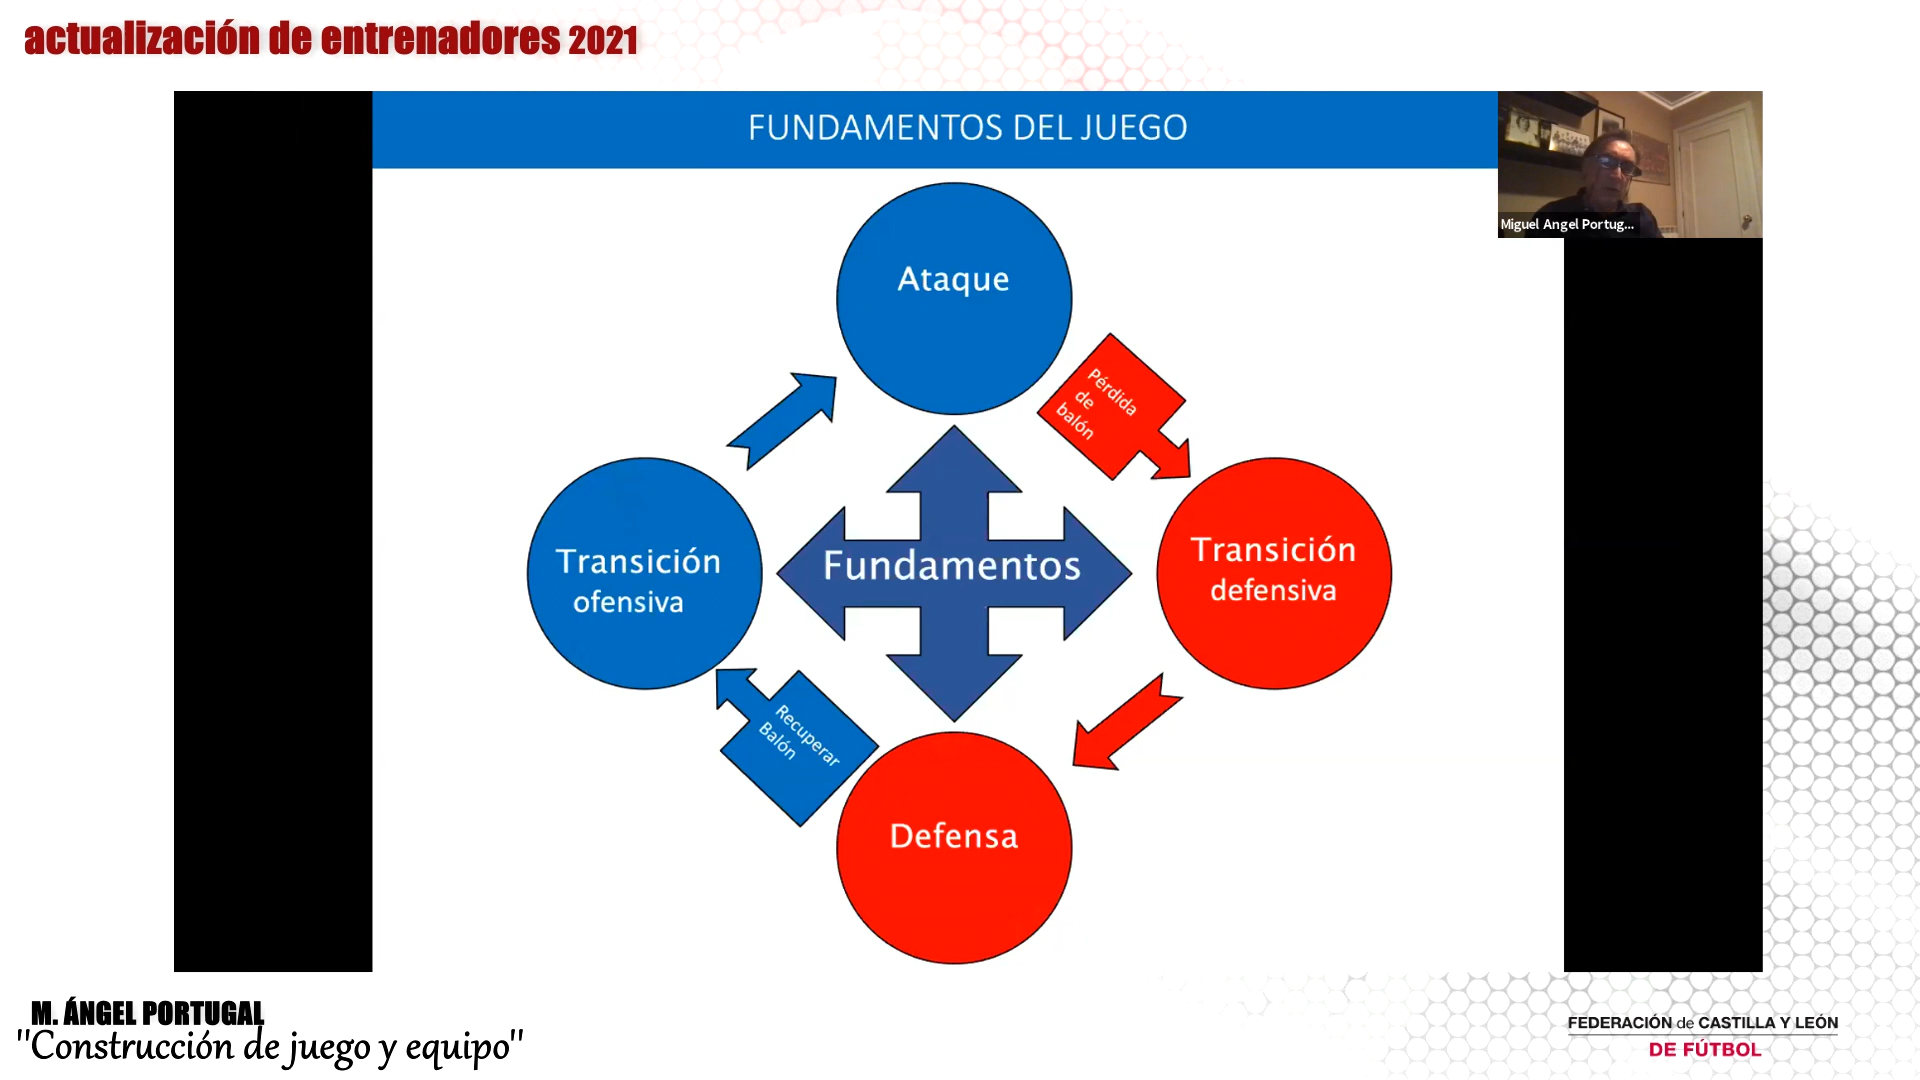 actualización de entrenadores 2021
FUNDAMENTOS DEL JUEGO
Miguel Angel Portug...
Ataque
Pérdida
de
balón
Transición
ofensiva
Fundamentos
Transición
defensiva
Recuperar
Balón
Defensa
M. ÁNGEL PORTUGAL
"Construcción de juego y equipo"
FEDERACIÓN de CASTILLA Y LEÓN
DE FÚTBOL